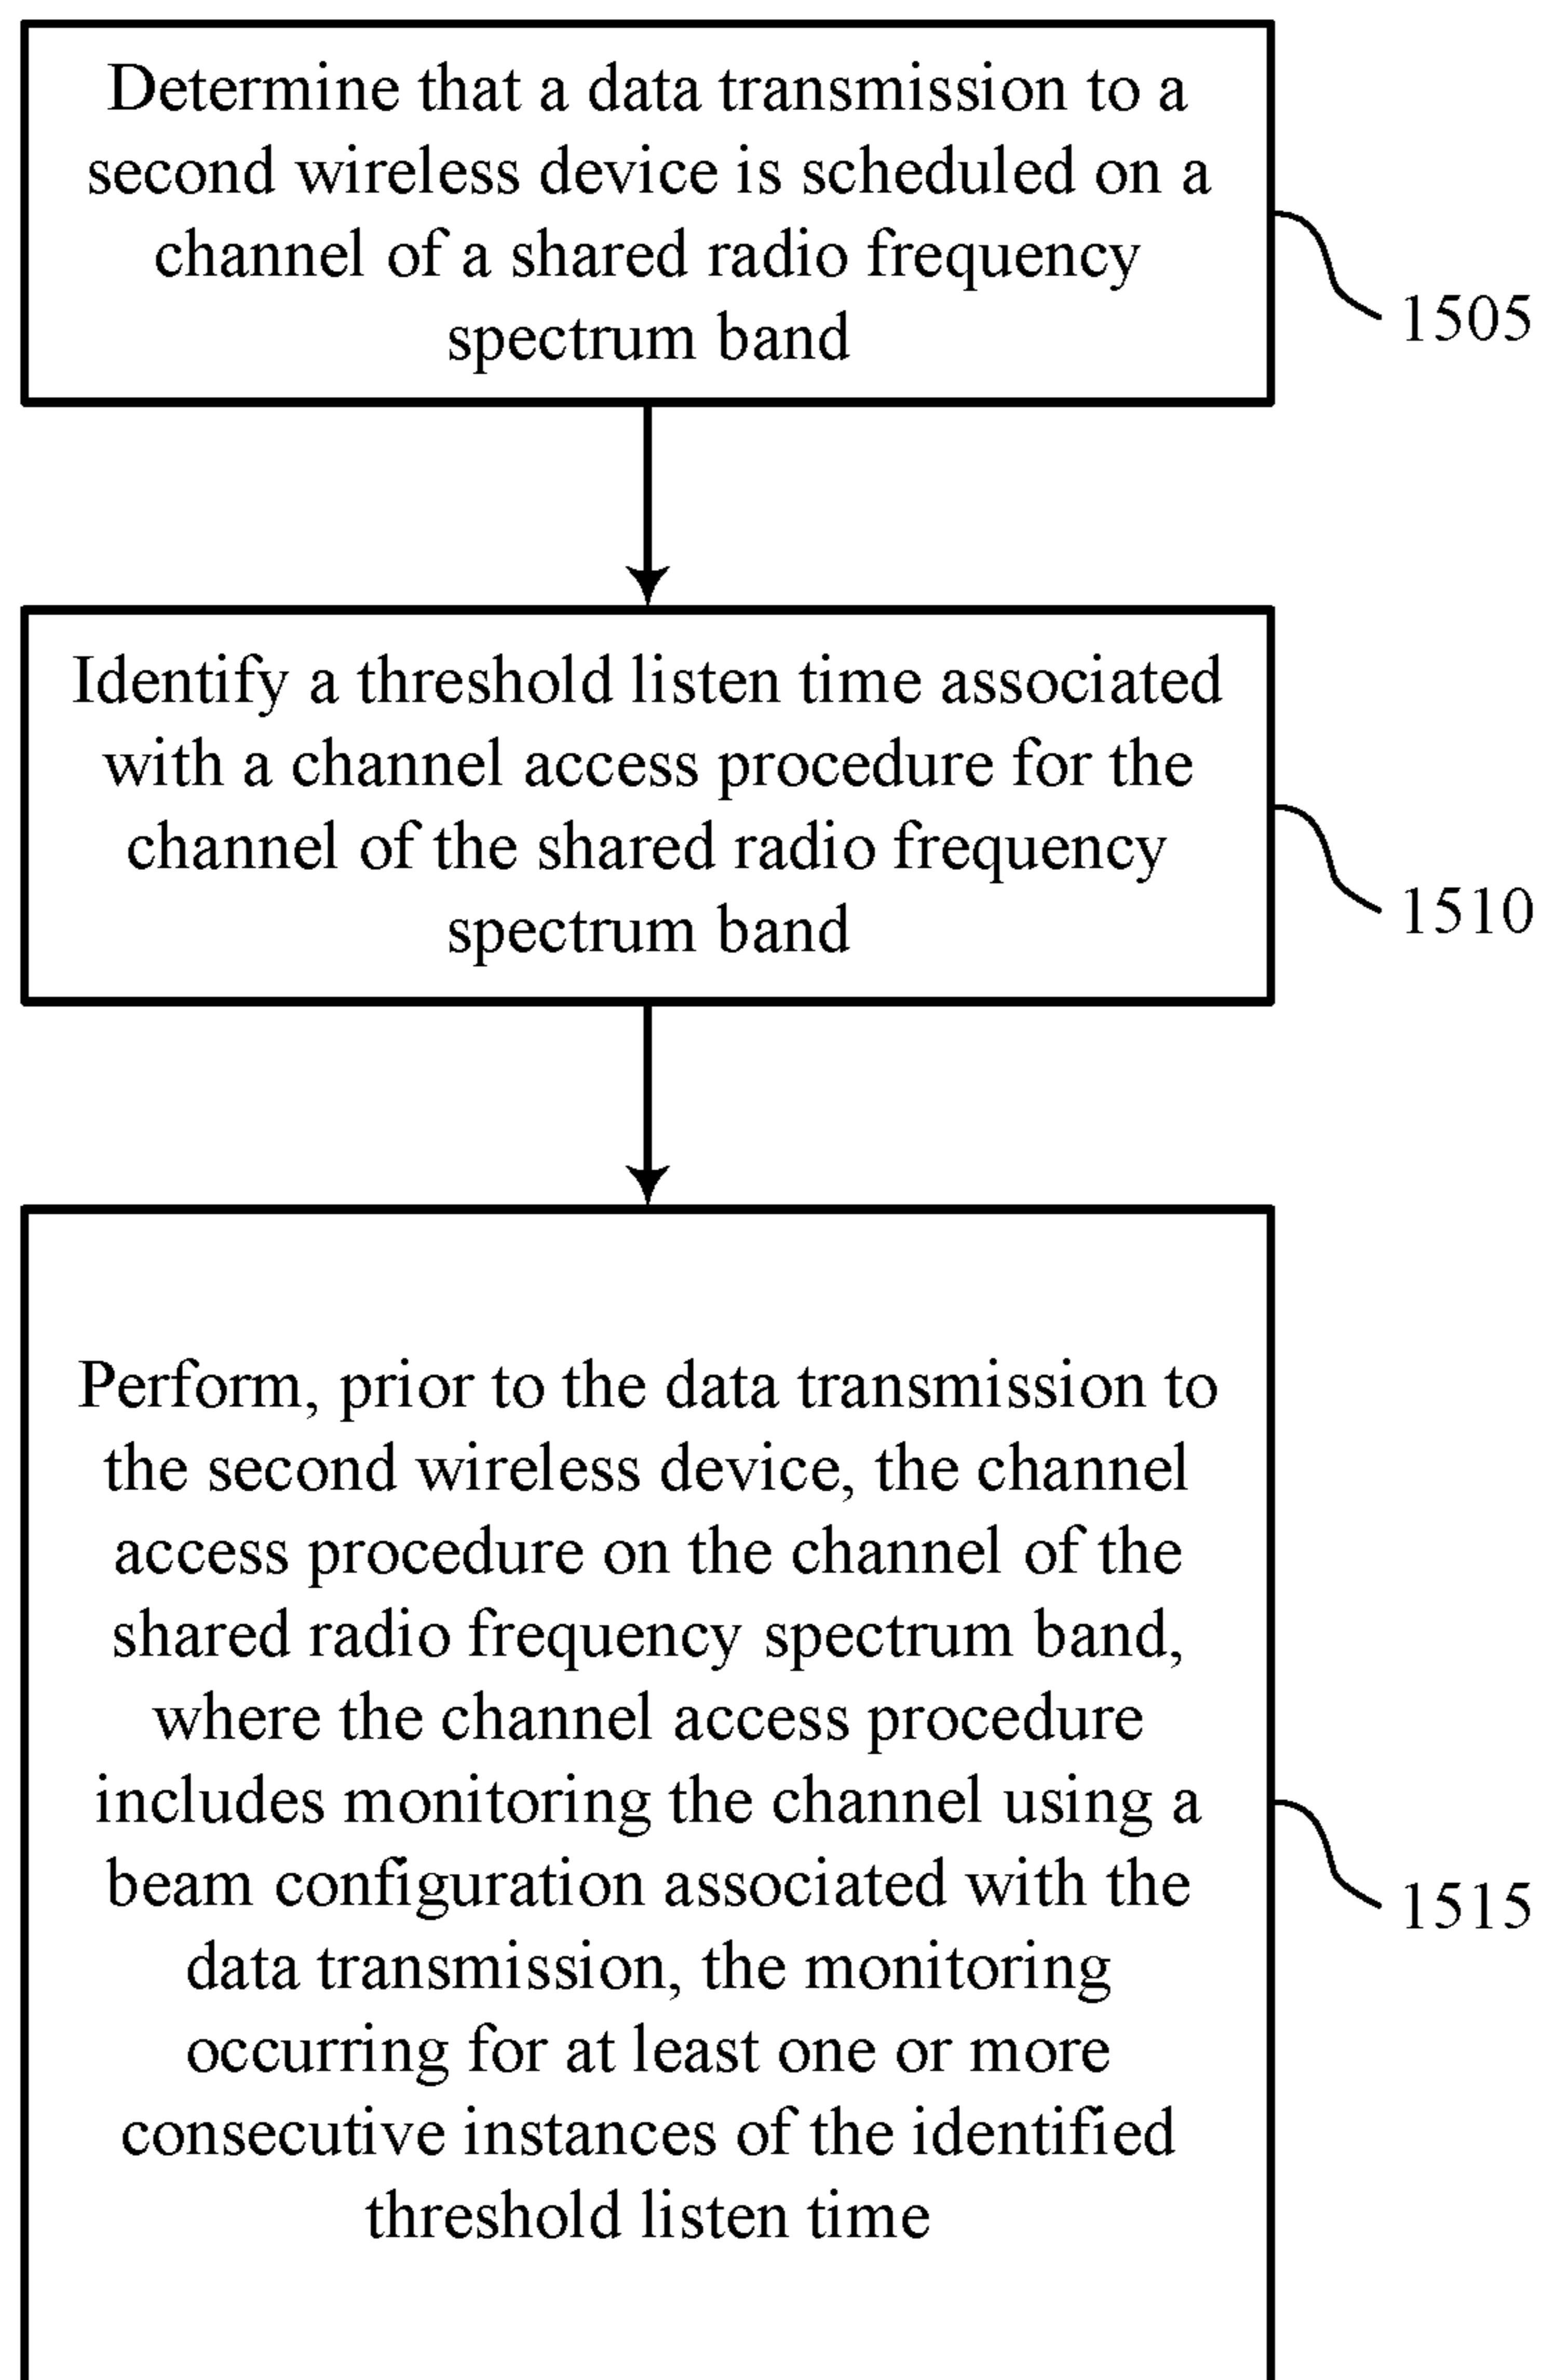 Determine that a data transmission to a
second wireless device is scheduled on a
channel of a shared radio frequency
spectrum band
1505
Identify a threshold listen time associated
with a channel access procedure for the
channel of the shared radio frequency
spectrum band
1510
Perform, prior to the data transmission to
the second wireless device, the channel
access procedure on the channel of the
shared radio frequency spectrum band,
where the channel access procedure
includes monitoring the channel using a
beam configuration associated with the
data transmission, the monitoring
occurring for at least one or more
consecutive instances of the identified
threshold listen time
1515